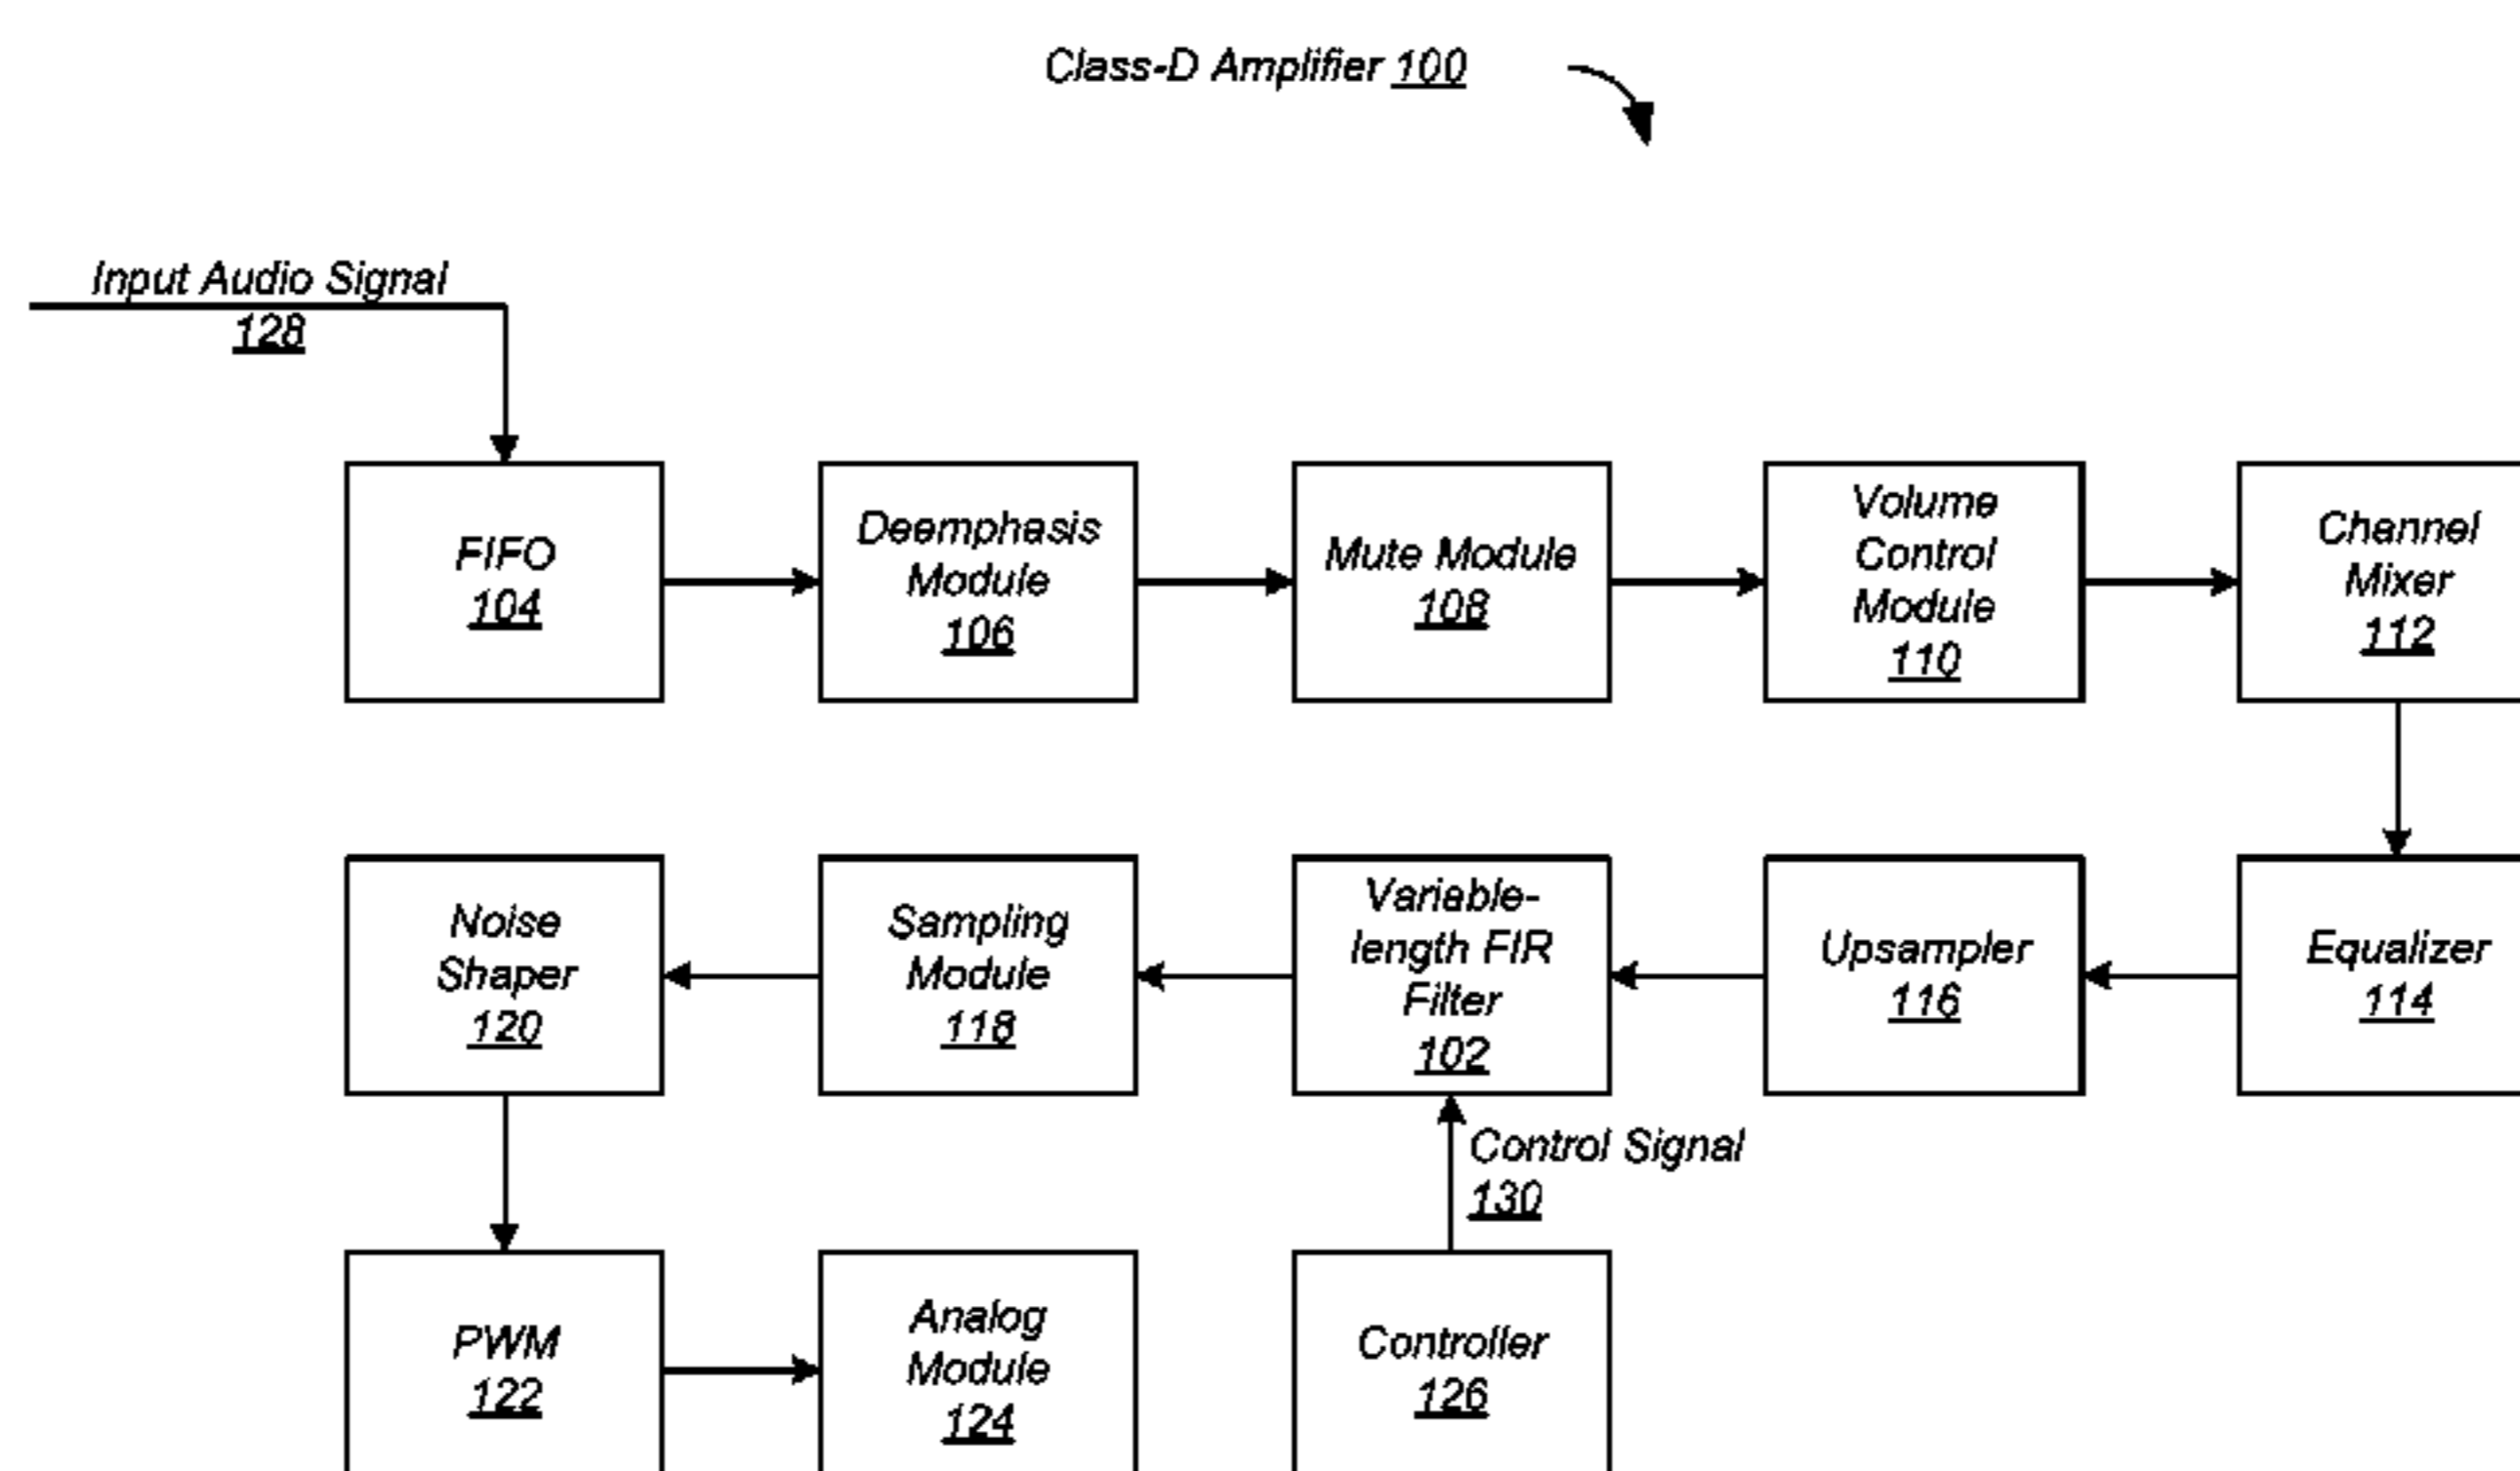 Class-D Amplifier 100
Input Audio Signal
128
FIFO
104
Deemphasis
Module
106
Mute Module
108
Volume
Control
Module
110
Channel
Mixer
112
Noise
Shaper
120
Sampling
Module
118
Variable-
length FIR
Filter
102
Upsampler
116
Equalizer
114
Control Signal
130
PWM
122
Analog
Module
124
Controller
126